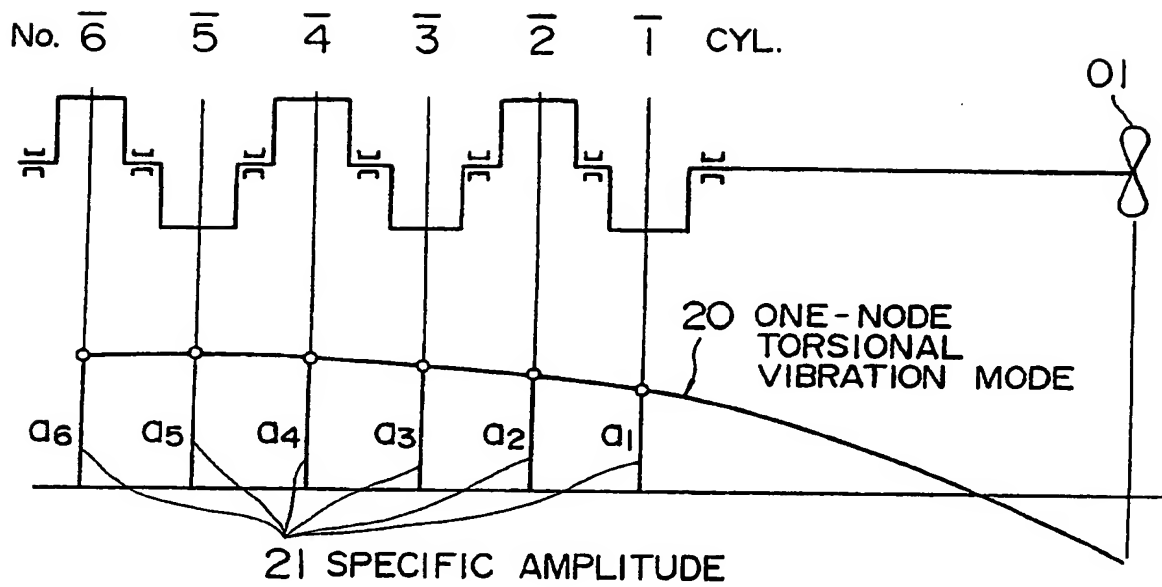 No. 6̅ 5̅ 4̅ 3̅ 2̅ 1̅ CYL.
01
20 ONE-NODE
TORSIONAL
VIBRATION MODE
a6 a5 a4 a3 a2 a1
21 SPECIFIC AMPLITUDE